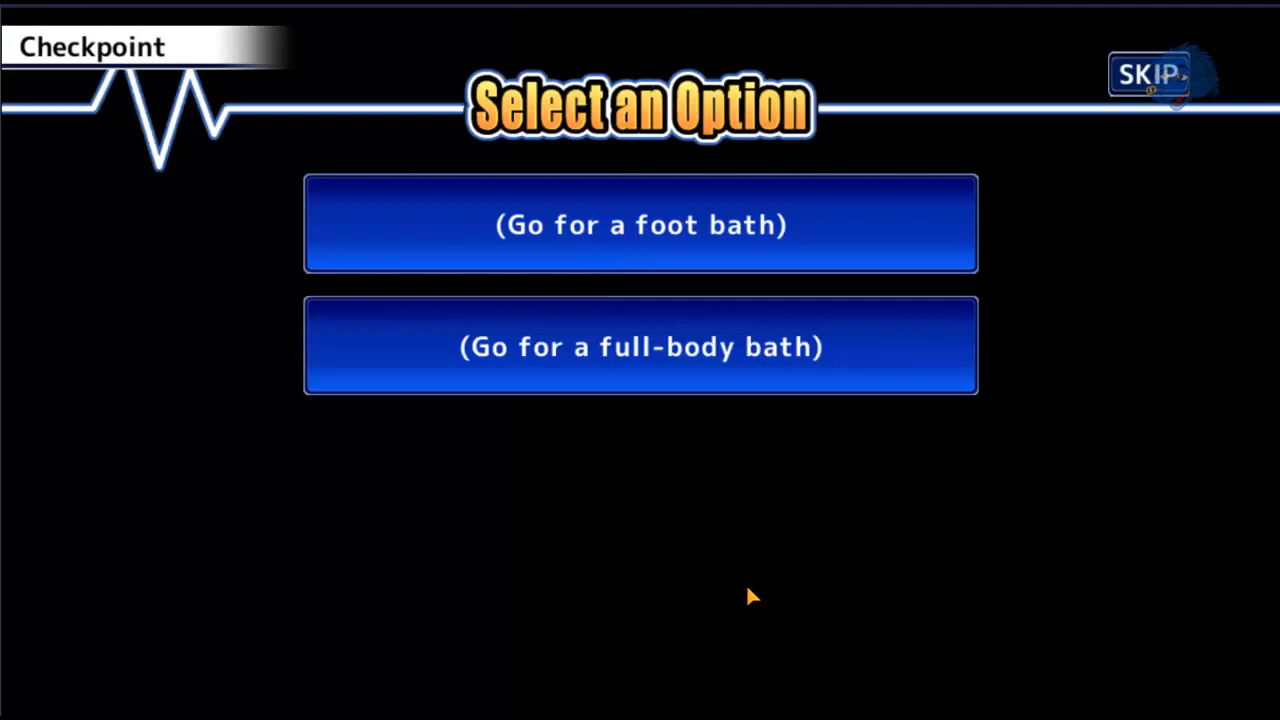 Checkpoint
SKIP
Select an Option
(Go for a foot bath)
(Go for a full-body bath)